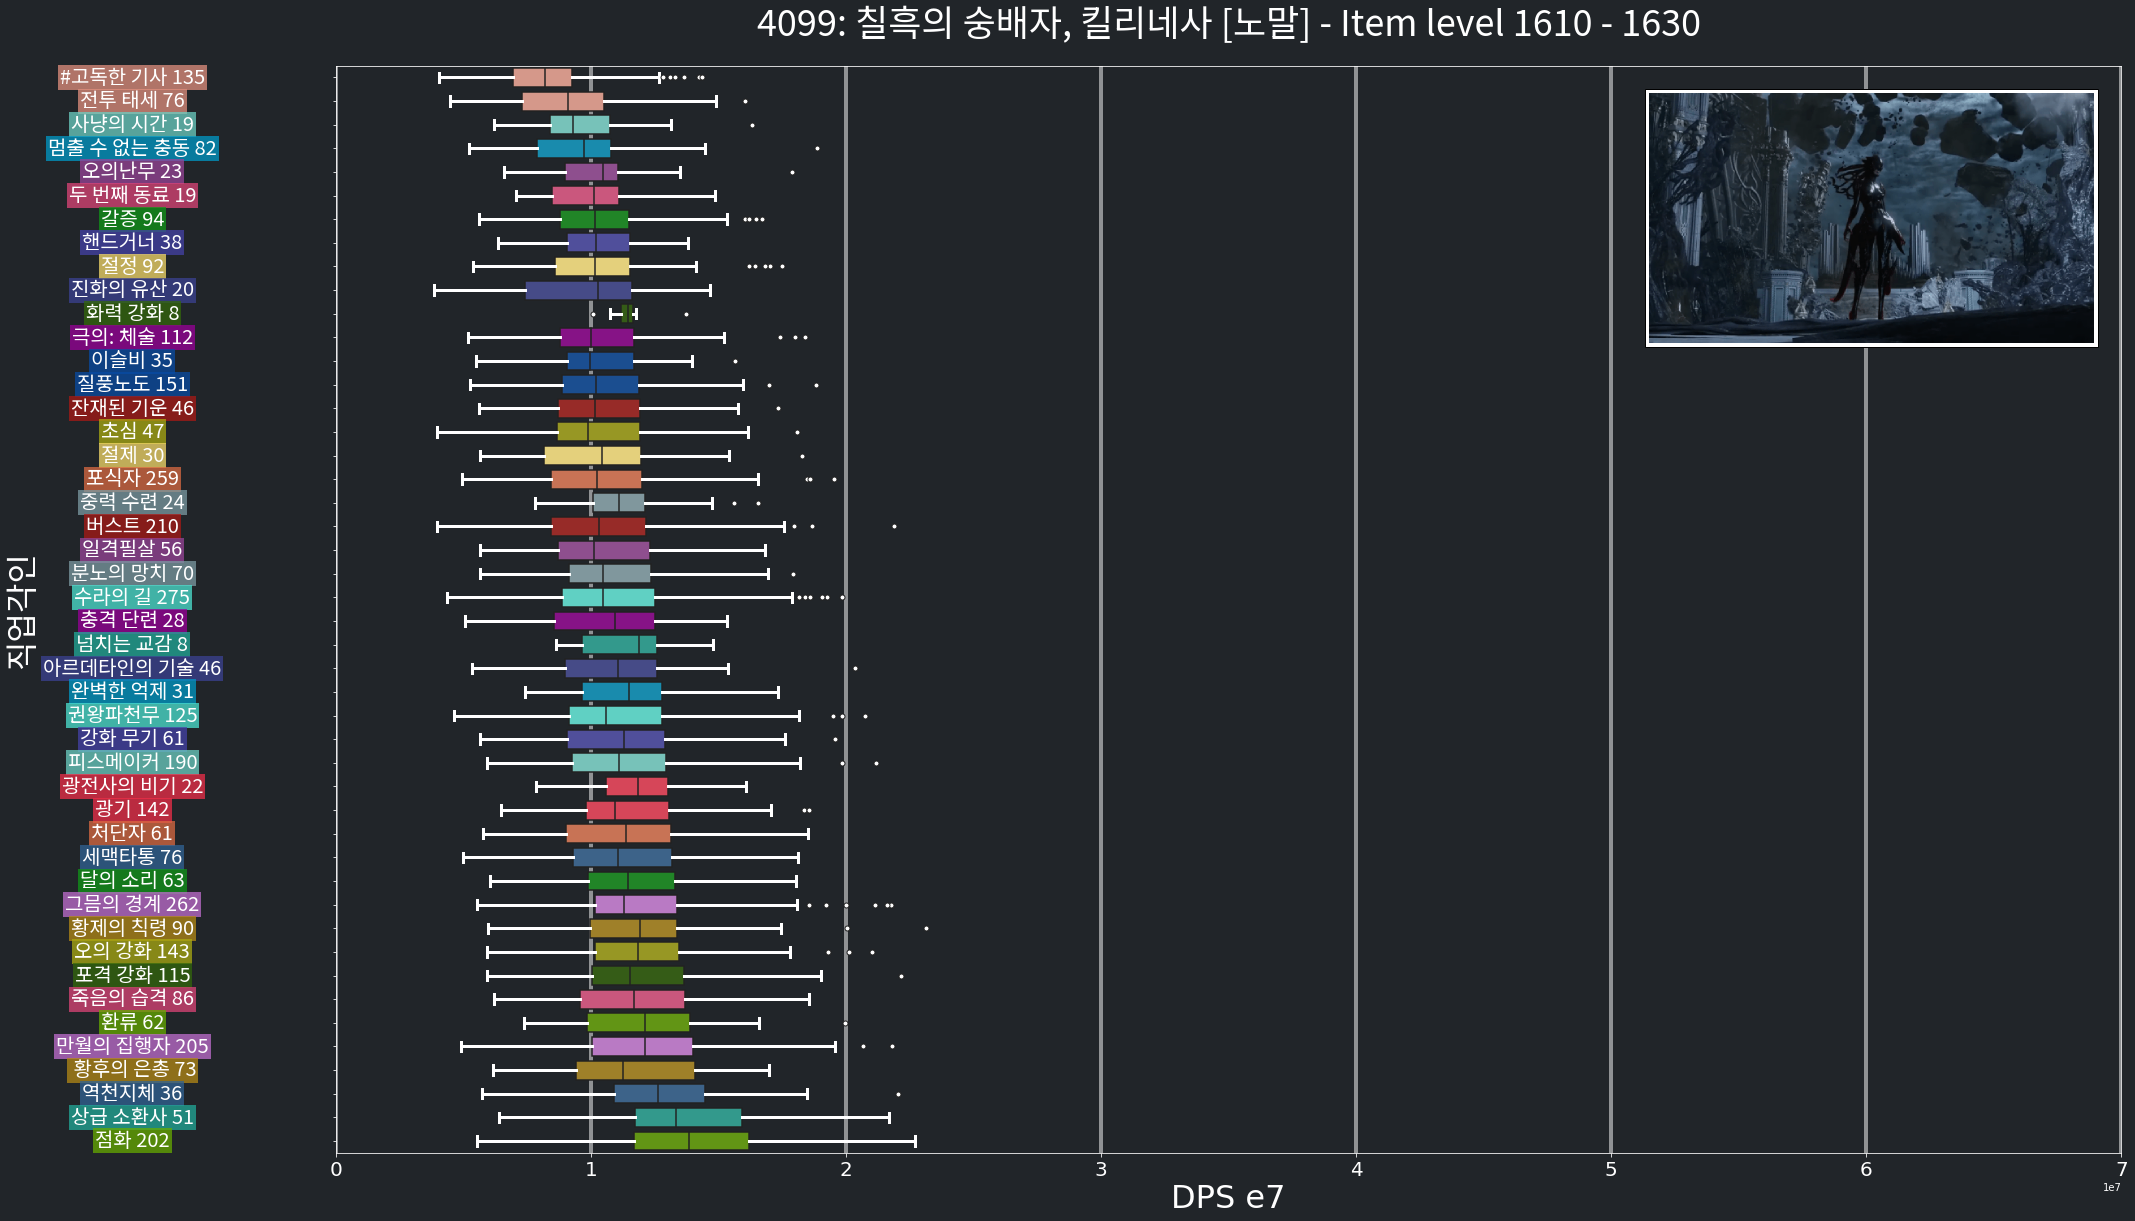 4099: 칠흑의 숭배자, 킬리네사 [노말] - Item level 1610 - 1630
#고독한 기사 135
전투 태세 76
사냥의 시간 19
멈출 수 없는 충동 82
오의난무 23
두 번째 동료 19
갈증 94
핸드거너 38
절정 92
진화의 유산 20
화력 강화 8
극의: 체술 112
이슬비 35
질풍노도 151
잔재된 기운 46
초심 47
절제 30
포식자 259
중력 수련 24
버스트 210
일격필살 56
분노의 망치 70
수라의 길 275
충격 단련 28
넘치는 교감 8
아르데타인의 기술 46
완벽한 억제 31
권왕파천무 125
강화 무기 61
피스메이커 190
광전사의 비기 22
광기 142
처단자 61
세맥타통 76
달의 소리 63
그믐의 경계 262
황제의 칙령 90
오의 강화 143
포격 강화 115
죽음의 습격 86
환류 62
만월의 집행자 205
황후의 은총 73
역천지체 36
상급 소환사 51
점화 202
직업각인
0 1 2 3 4 5 6 7
1e7
DPS e7